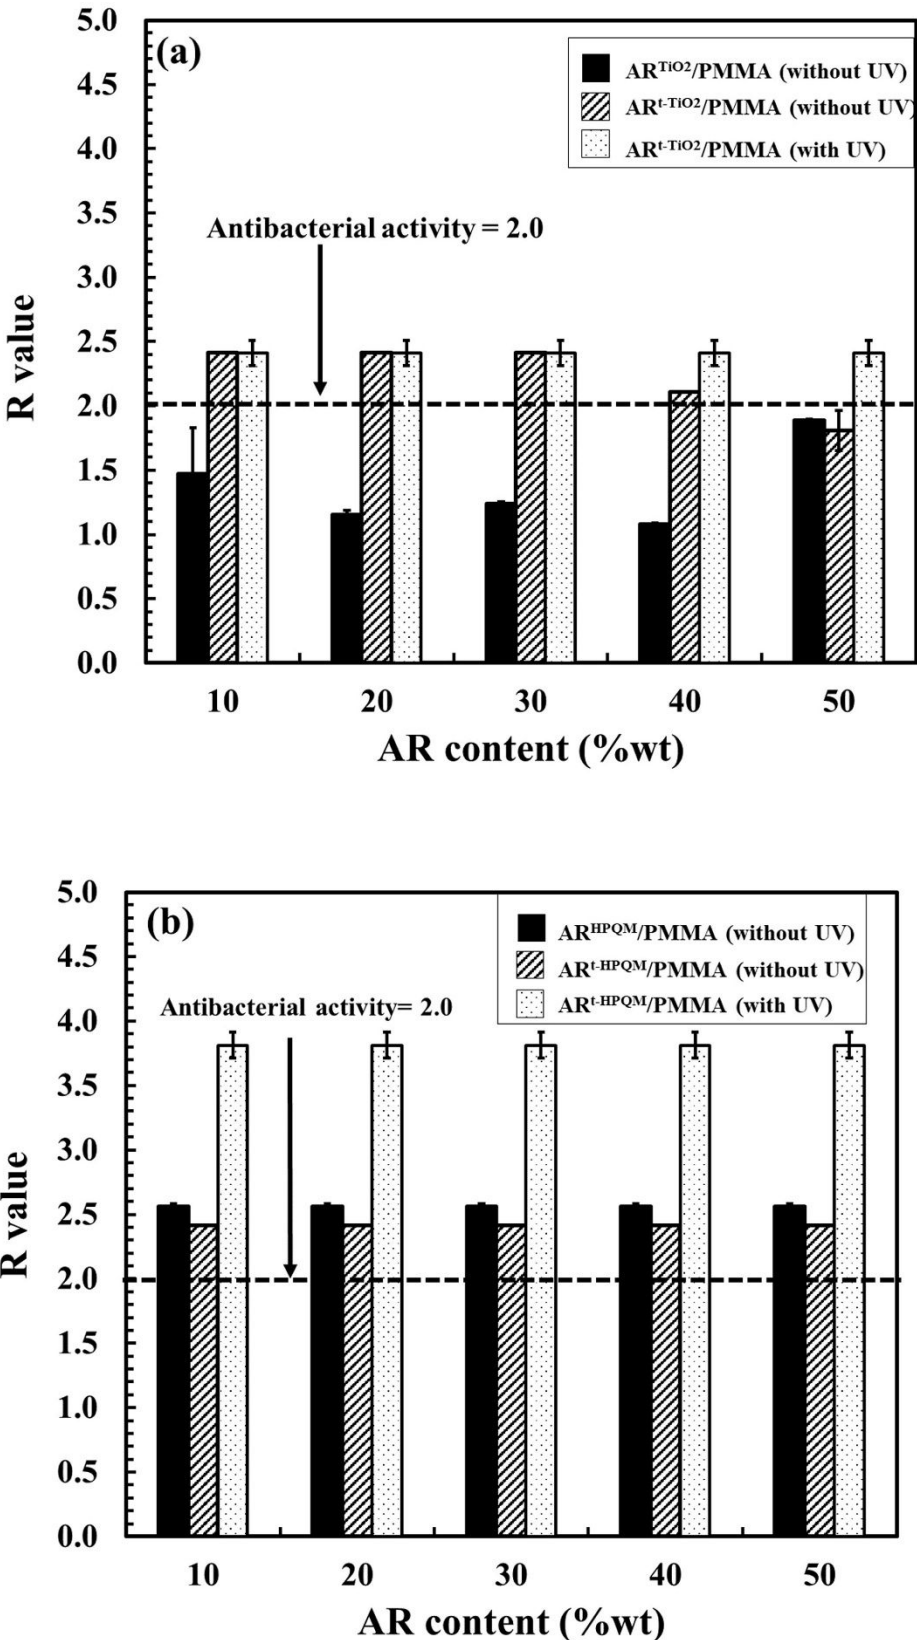 (a)
AR^TiO2/PMMA (without UV)
AR^t-TiO2/PMMA (without UV)
AR^t-TiO2/PMMA (with UV)
Antibacterial activity = 2.0
R value
5.0
4.5
4.0
3.5
3.0
2.5
2.0
1.5
1.0
0.5
0.0
10 20 30 40 50
AR content (%wt)
(b)
AR^HPQM/PMMA (without UV)
AR^t-HPQM/PMMA (without UV)
AR^t-HPQM/PMMA (with UV)
Antibacterial activity= 2.0
R value
5.0
4.5
4.0
3.5
3.0
2.5
2.0
1.5
1.0
0.5
0.0
10 20 30 40 50
AR content (%wt)